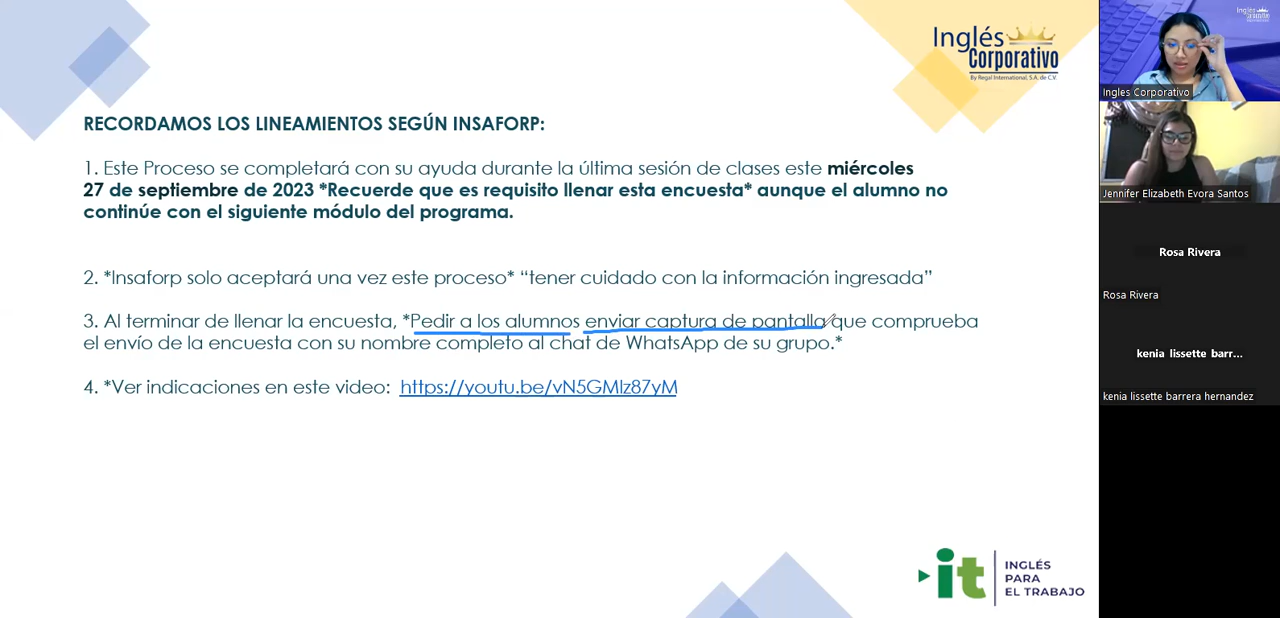 Inglés
Corporativo
By Regal International, S.A. de C.V.
RECORDAMOS LOS LINEAMIENTOS SEGÚN INSAFORP:
1. Este Proceso se completará con su ayuda durante la última sesión de clases este miércoles
27 de septiembre de 2023 *Recuerde que es requisito llenar esta encuesta* aunque el alumno no
continúe con el siguiente módulo del programa.
2. *Insaforp solo aceptará una vez este proceso* “tener cuidado con la información ingresada”
3. Al terminar de llenar la encuesta, *Pedir a los alumnos enviar captura de pantalla que comprueba
el envío de la encuesta con su nombre completo al chat de WhatsApp de su grupo.*
4. *Ver indicaciones en este video: https://youtu.be/vN5GMIz87yM
it
INGLÉS
PARA
EL TRABAJO
Ingles Corporativo
Jennifer Elizabeth Evora Santos
Rosa Rivera
Rosa Rivera
kenia lissette barr...
kenia lissette barrera hernandez